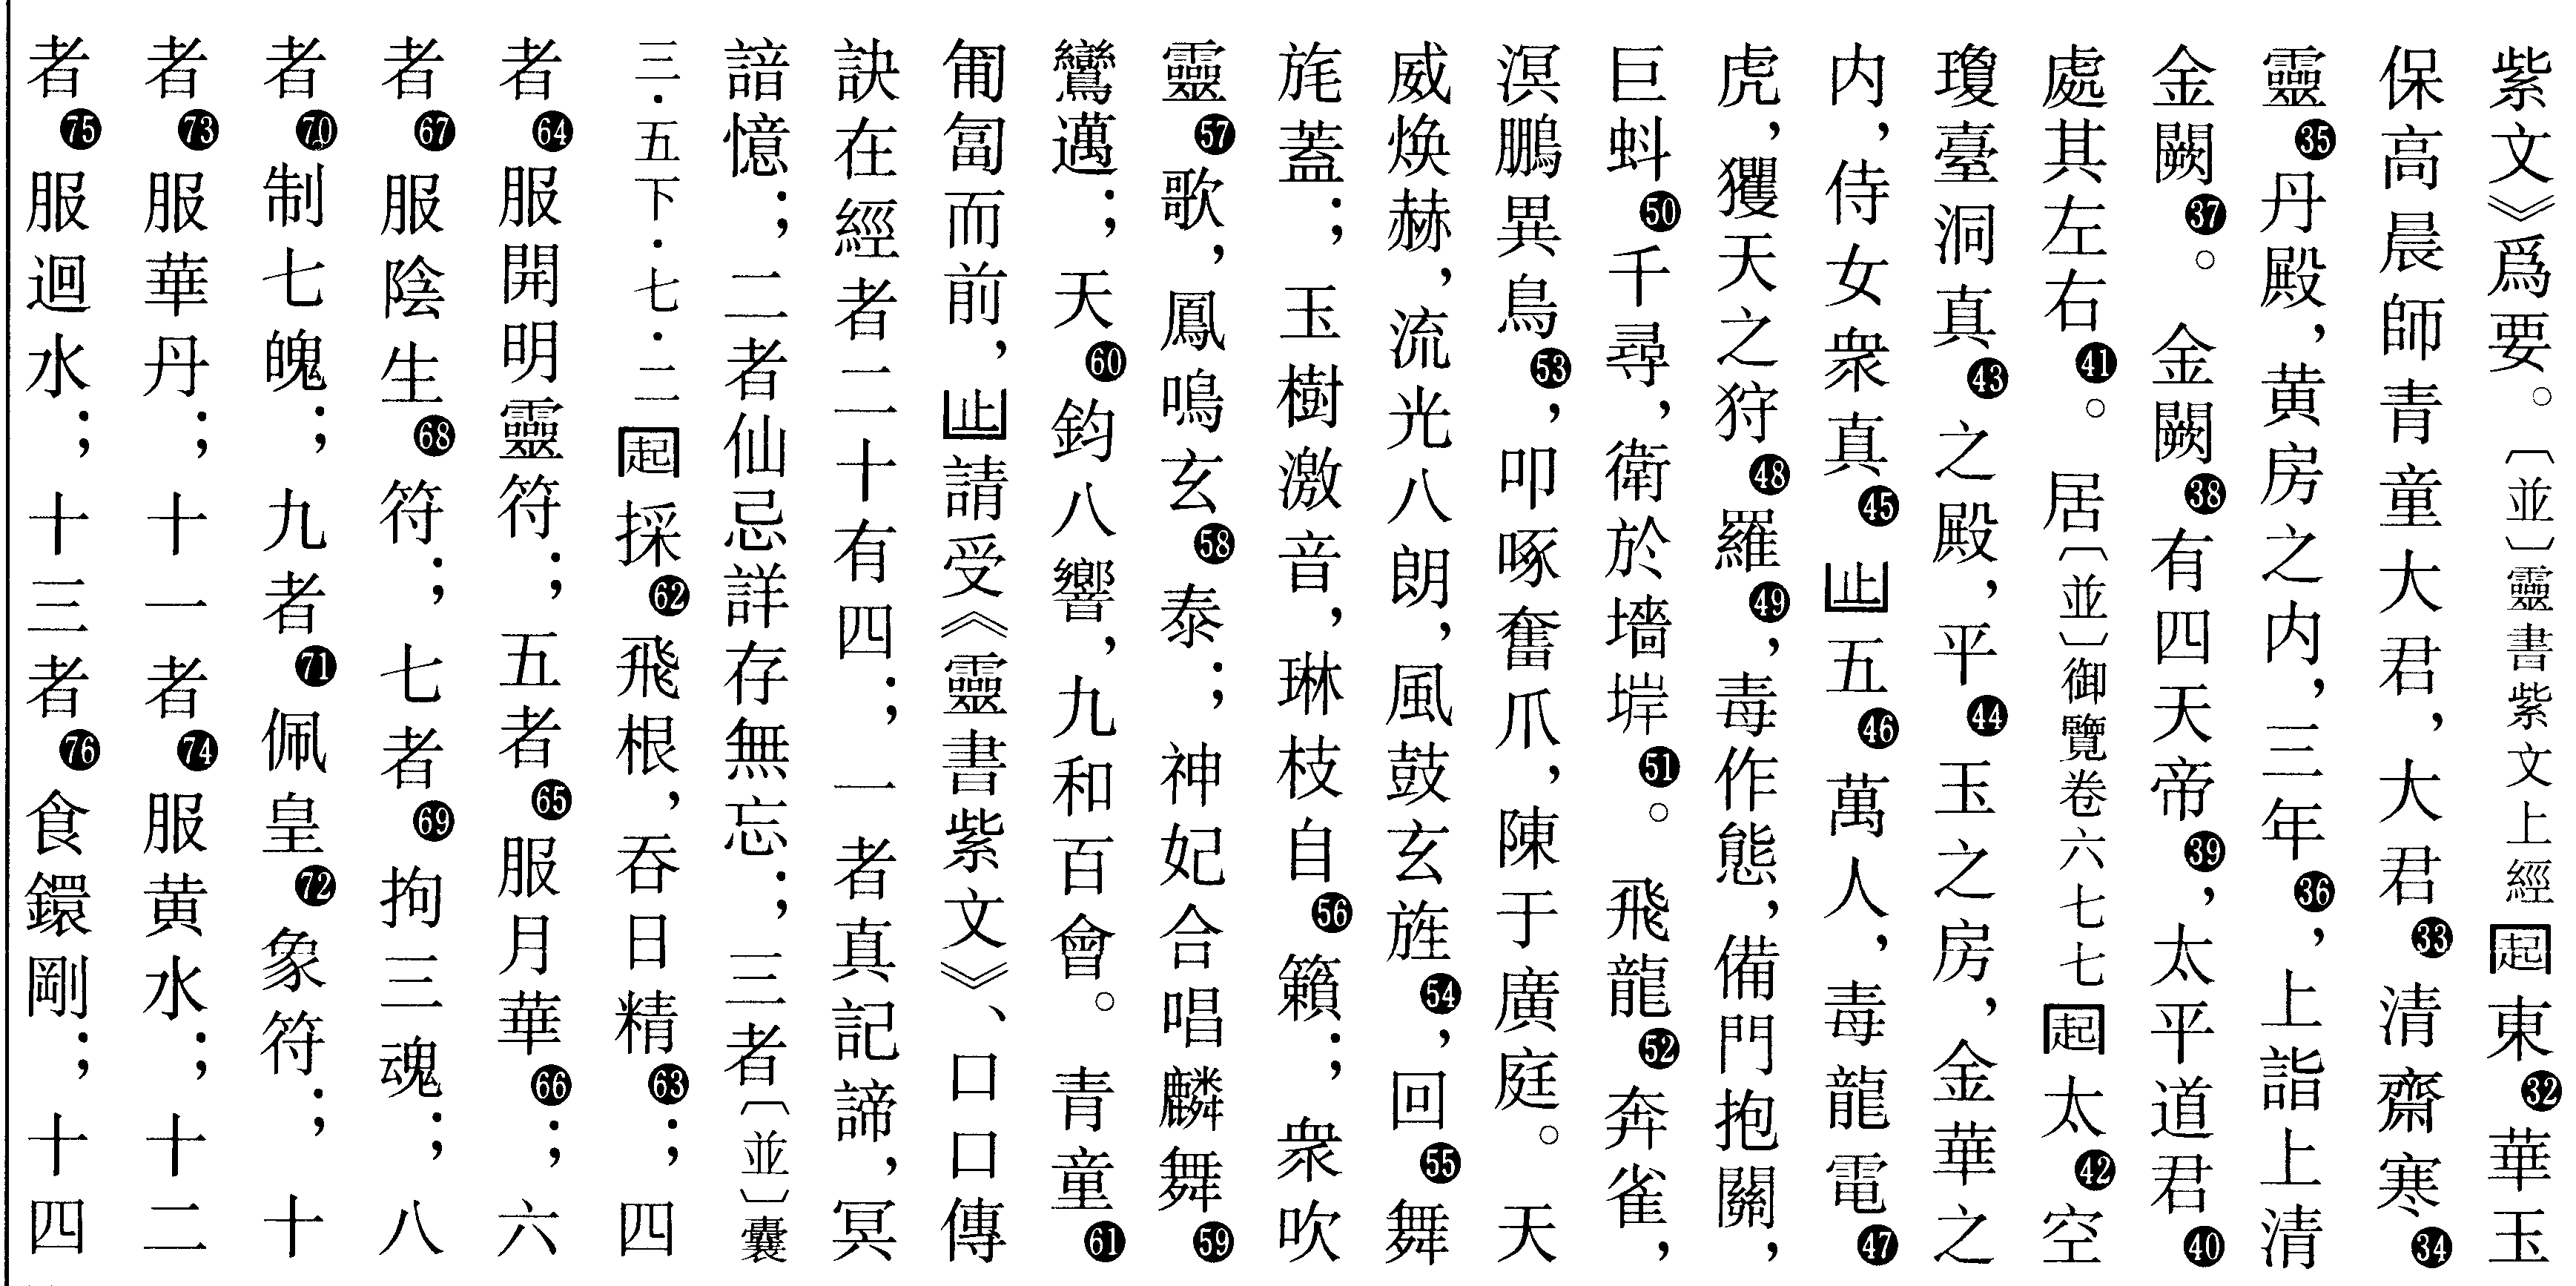 紫文》爲要。〔並〕靈書紫文上經起東㉜華玉
保高晨師青童大君，大君㉝清齋寒㉞
靈㉟丹殿，黄房之内，三年㊱，上詣上清
金闕㊲。金闕㊳有四天帝㊴，太平道君㊵
處其左右㊶。居〔並〕御覽卷六七七起太㊷空
瓊臺洞真㊸之殿，平㊹玉之房，金華之
内，侍女衆真㊺止五㊻萬人，毒龍電㊼
虎，玃天之狩㊽羅㊾，毒作態，備門抱關，
巨蚪㊿千尋，衛於墻垟51。飛龍52奔雀，
溟鵬異鳥53，叩啄奮爪，陳于廣庭。天
威焕赫，流光八朗，風鼓玄旌54，回55舞
旄蓋；玉樹激音，琳枝自56籟；衆吹
靈57歌，鳳鳴玄58泰；神妃合唱麟舞59
鸞邁；天60鈞八響，九和百會。青童61
匍匐而前，止請受《靈書紫文》、口口傳
訣在經者二十有四；一者真記諦，冥
諳憶；二者仙忌詳存無忘；三者〔並〕囊
三·五下·七·二起採62飛根，吞日精63；四
者64服開明靈符；五者65服月華66；六
者67服陰生68符；七者69拘三魂；八
者70制七魄；九者71佩皇72象符；十
者73服華丹；十一者74服黄水；十二
者75服迴水；十三者76食鐶剛；十四